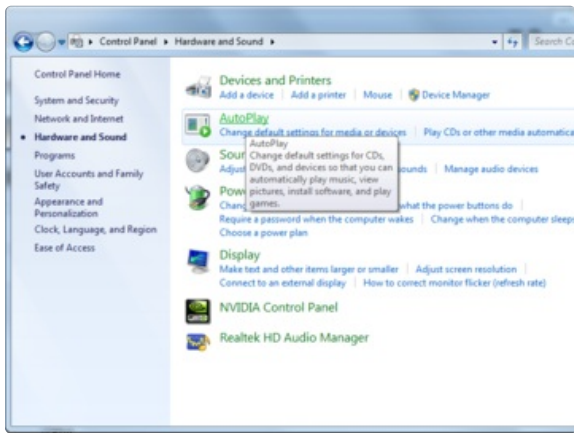 Control Panel ▸ Hardware and Sound ▸
Search Co
Control Panel Home
System and Security
Network and Internet
Hardware and Sound
Programs
User Accounts and Family
Safety
Appearance and
Personalization
Clock, Language, and Region
Ease of Access
Devices and Printers
Add a device | Add a printer | Mouse | Device Manager
AutoPlay
Change default settings for media or devices | Play CDs or other media automatica
AutoPlay
Change default settings for CDs,
DVDs, and devices so that you can
automatically play music, view
pictures, install software, and play
games.
Soun
Adjus
ounds | Manage audio devices
Pow
Chang
what the power buttons do |
Require a password when the computer wakes | Change when the computer sleeps
Choose a power plan
Display
Make text and other items larger or smaller | Adjust screen resolution |
Connect to an external display | How to correct monitor flicker (refresh rate)
NVIDIA Control Panel
Realtek HD Audio Manager